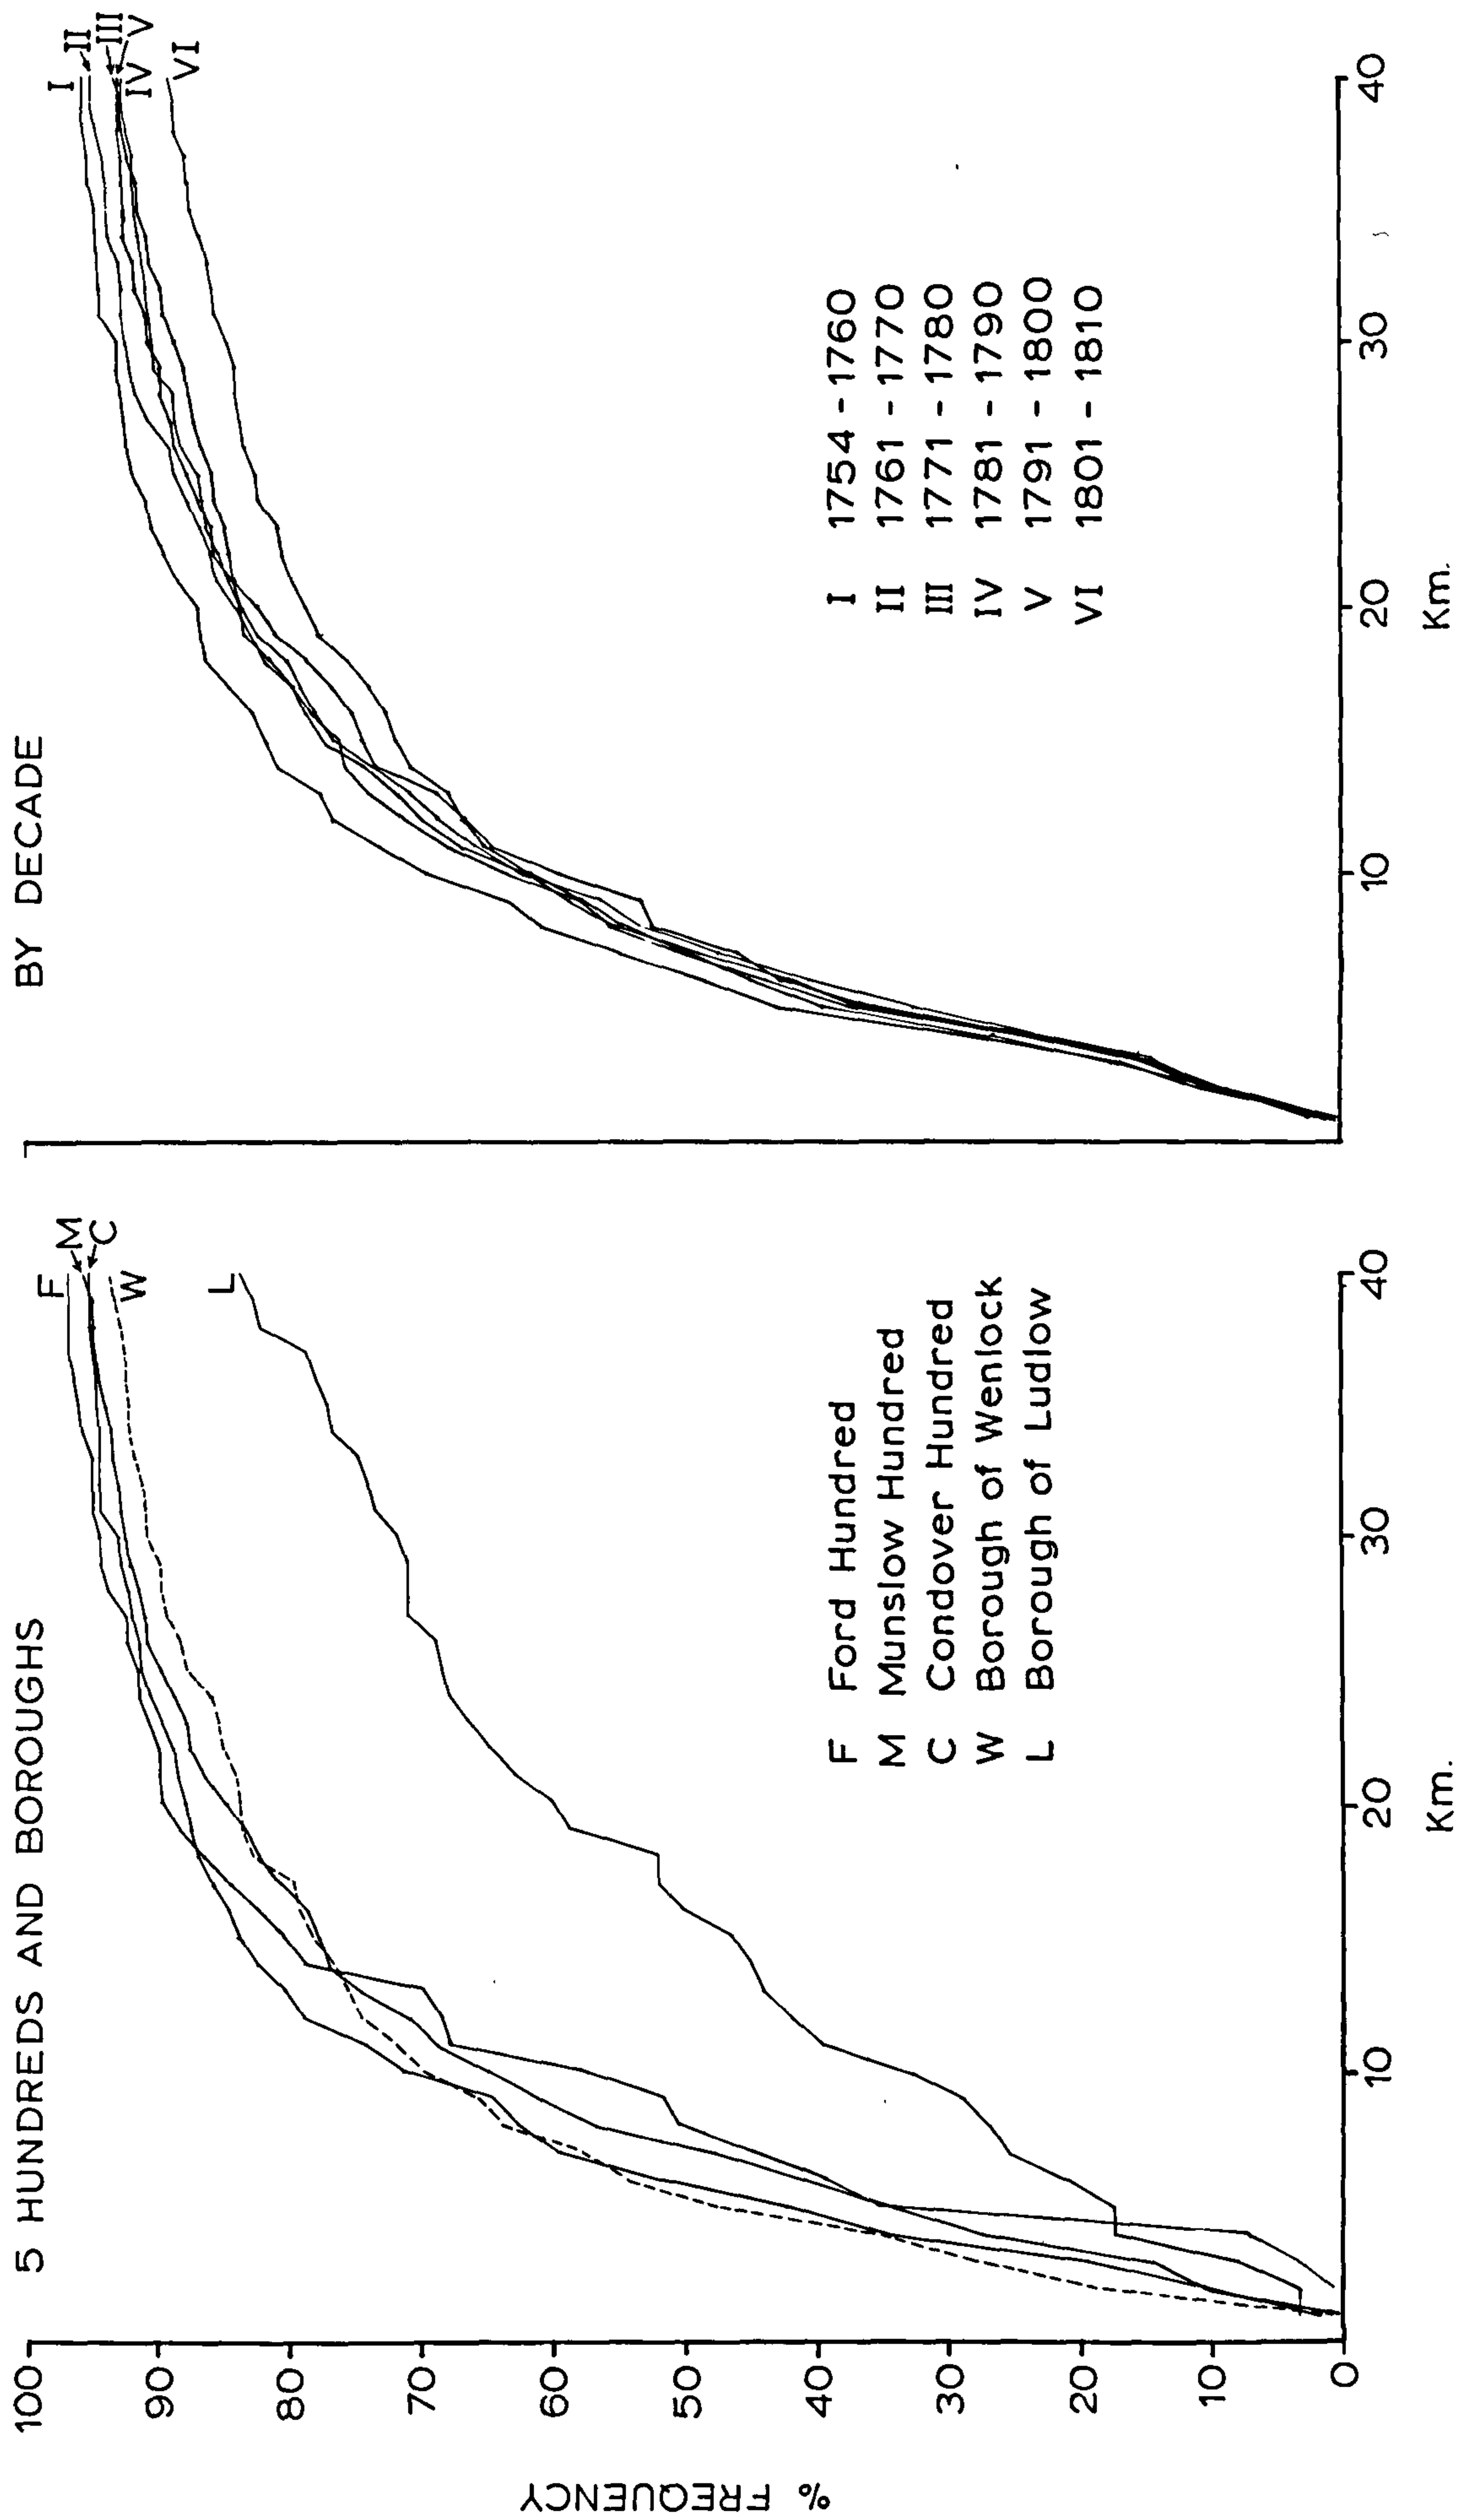 5 HUNDREDS AND BOROUGHS
% FREQUENCY
100
90
80
70
60
50
40
30
20
10
0
10
20
30
40
Km.
F
M
C
W
L
F Ford Hundred
M Munslow Hundred
C Condover Hundred
W Borough of Wenlock
L Borough of Ludlow
BY DECADE
I
II
III
V
IV
VI
I 1754 - 1760
II 1761 - 1770
III 1771 - 1780
IV 1781 - 1790
V 1791 - 1800
VI 1801 - 1810
10
20
30
40
Km.